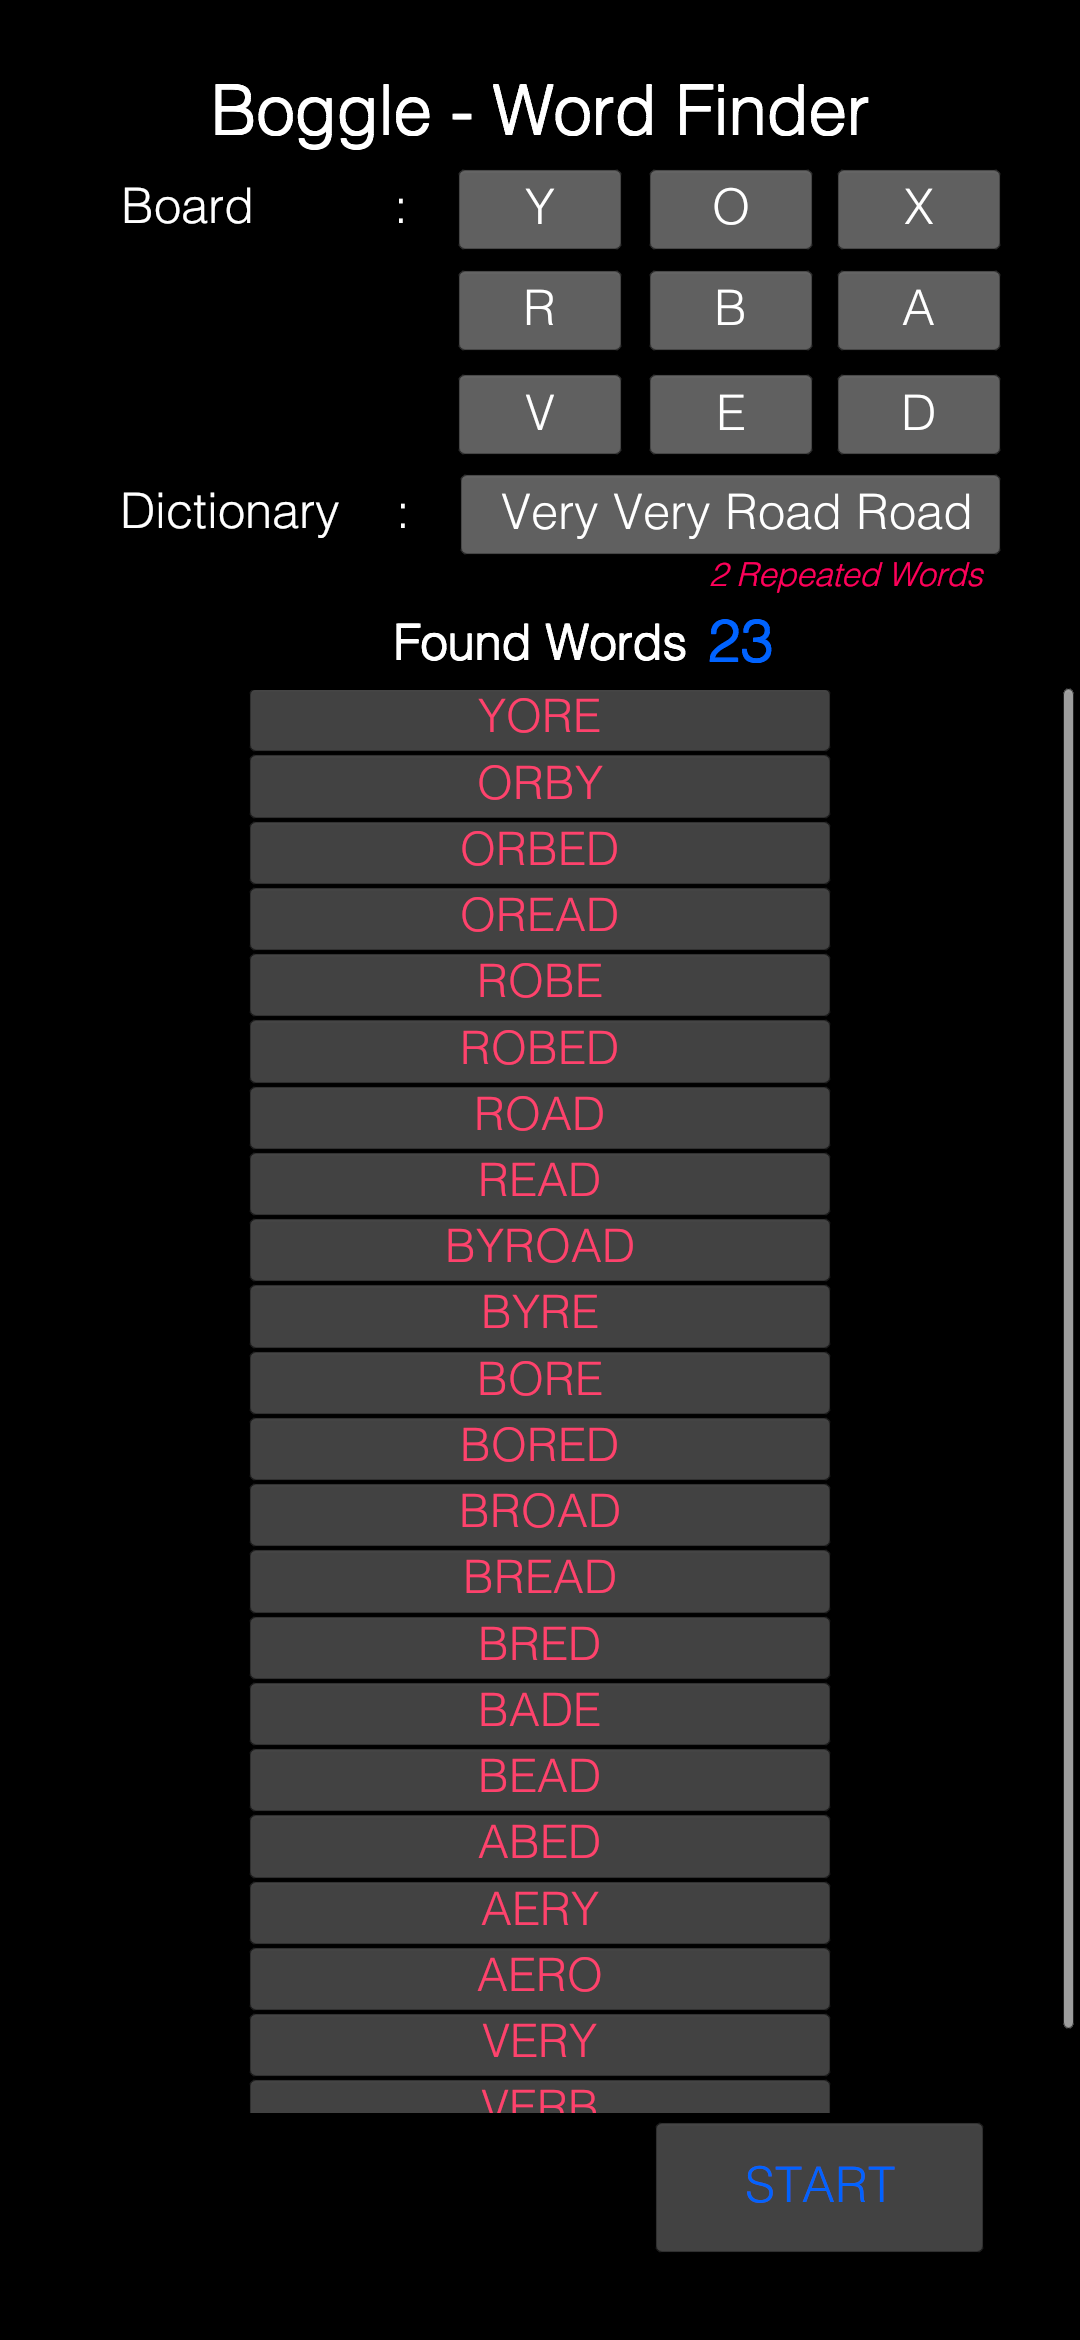 Boggle - Word Finder
Board : Y O X
R B A
V E D
Dictionary : Very Very Road Road
2 Repeated Words
Found Words 23
YORE
ORBY
ORBED
OREAD
ROBE
ROBED
ROAD
READ
BYROAD
BYRE
BORE
BORED
BROAD
BREAD
BRED
BADE
BEAD
ABED
AERY
AERO
VERY
START